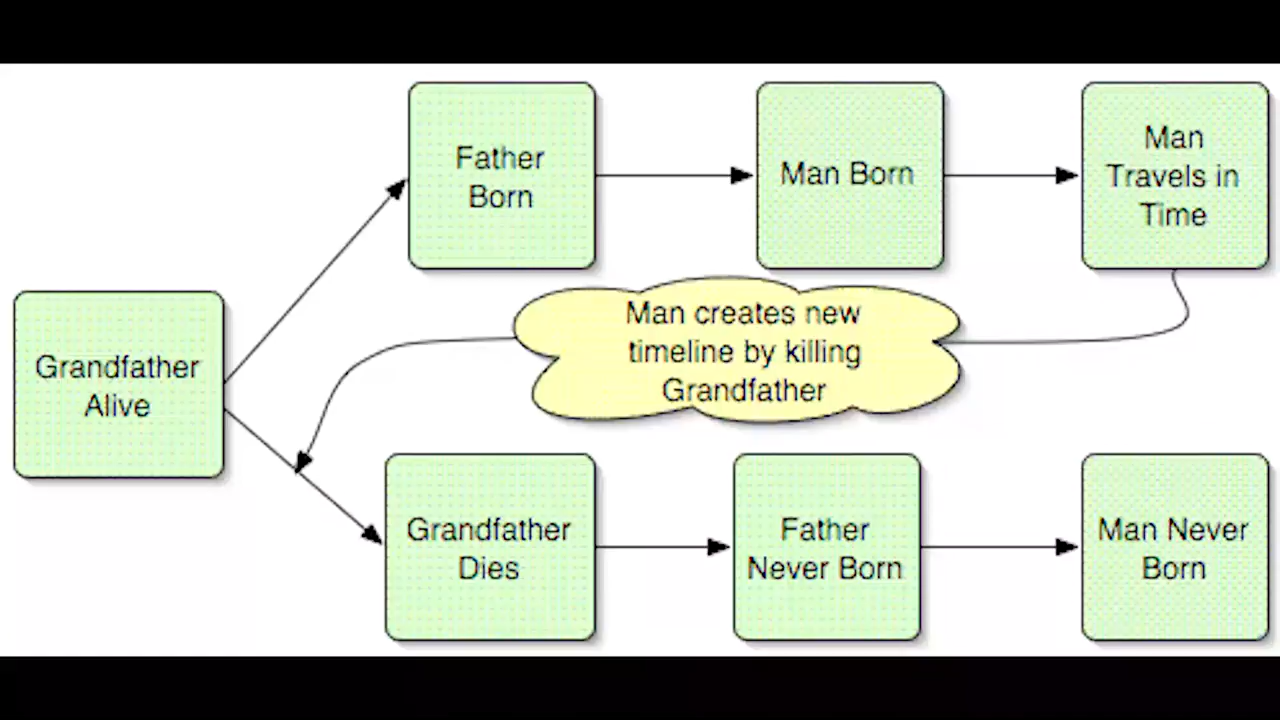 Father
Born
Man Born
Man
Travels in
Time
Grandfather
Alive
Man creates new
timeline by killing
Grandfather
Grandfather
Dies
Father
Never Born
Man Never
Born